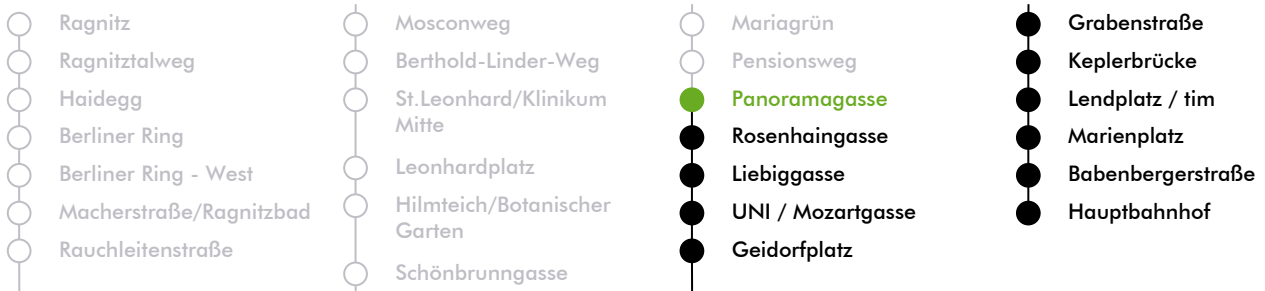 Ragnitz
Ragnitztalweg
Haidegg
Berliner Ring
Berliner Ring - West
Macherstraße/Ragnitzbad
Rauchleitenstraße
Mosconweg
Berthold-Linder-Weg
St.Leonhard/Klinikum
Mitte
Leonhardplatz
Hilmteich/Botanischer
Garten
Schönbrunngasse
Mariagrün
Pensionsweg
Panoramagasse
Rosenhaingasse
Liebiggasse
UNI / Mozartgasse
Geidorfplatz
Grabenstraße
Keplerbrücke
Lendplatz / tim
Marienplatz
Babenbergerstraße
Hauptbahnhof